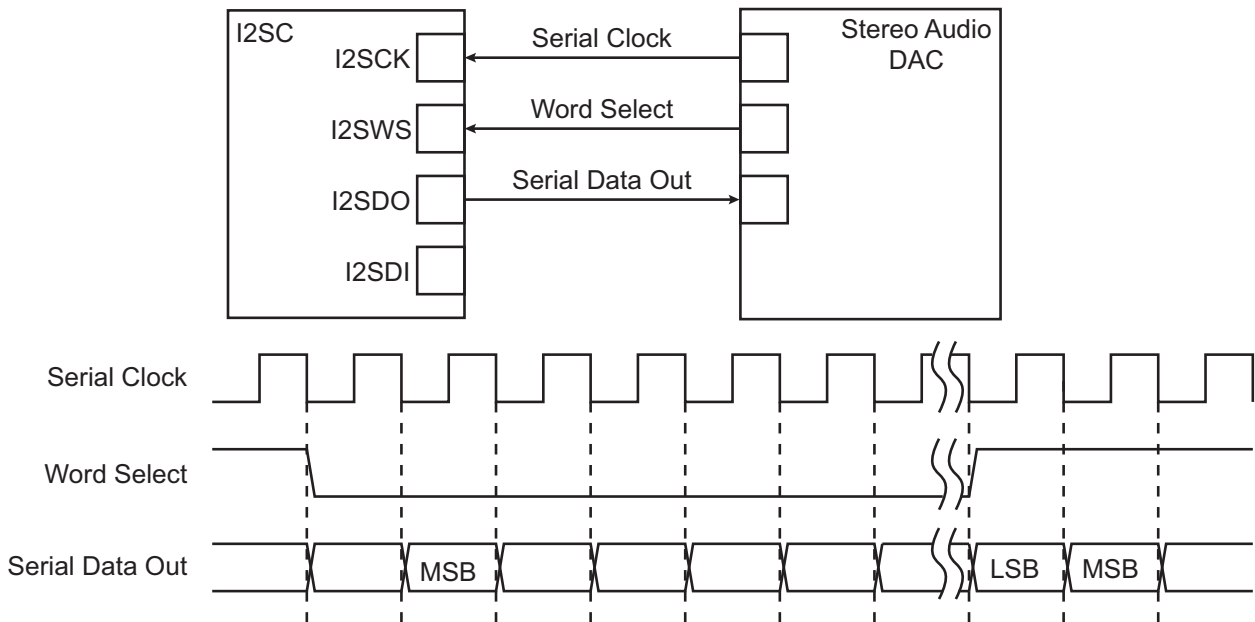 I2SC
Stereo Audio
DAC
I2SCK
Serial Clock
I2SWS
Word Select
I2SDO
Serial Data Out
I2SDI
Serial Clock
Word Select
Serial Data Out
MSB
LSB
MSB